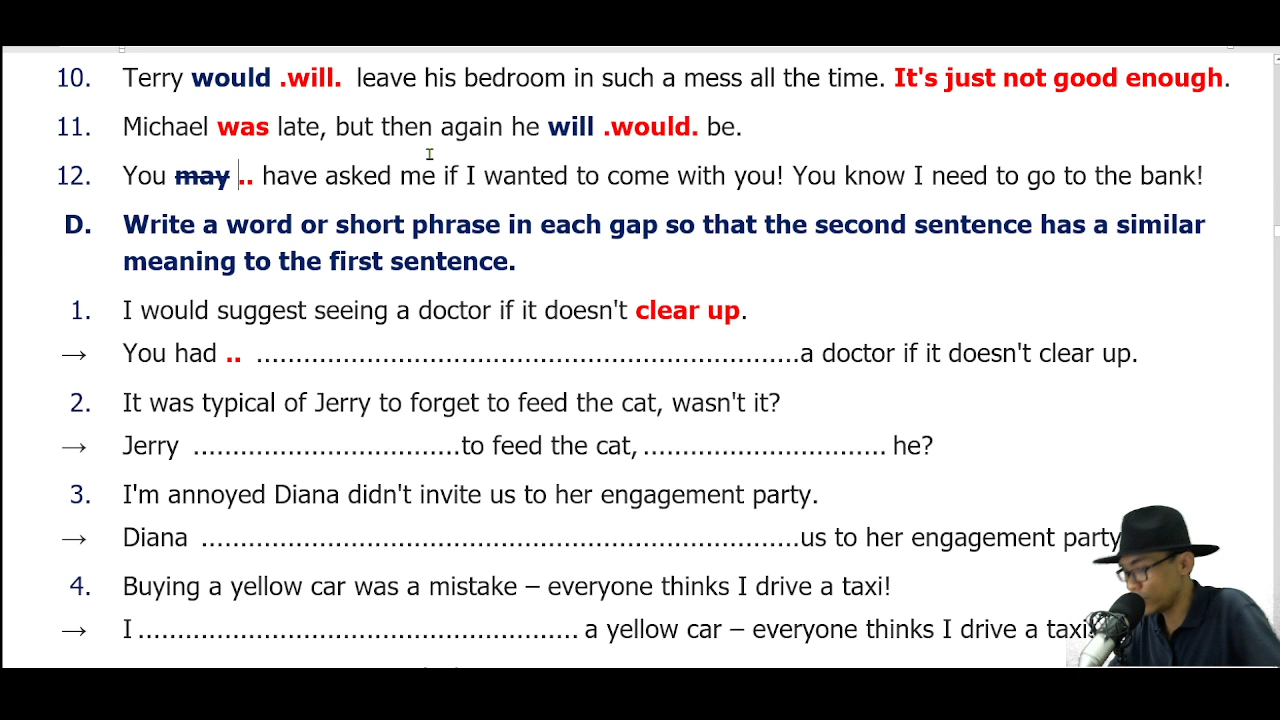 10. Terry would .will. leave his bedroom in such a mess all the time. It's just not good enough.
11. Michael was late, but then again he will .would. be.
12. You may .. have asked me if I wanted to come with you! You know I need to go to the bank!
D. Write a word or short phrase in each gap so that the second sentence has a similar
meaning to the first sentence.
1. I would suggest seeing a doctor if it doesn't clear up.
→ You had .. ......................................................................a doctor if it doesn't clear up.
2. It was typical of Jerry to forget to feed the cat, wasn't it?
→ Jerry ..................................to feed the cat, ............................... he?
3. I'm annoyed Diana didn't invite us to her engagement party.
→ Diana .............................................................................us to her engagement party
4. Buying a yellow car was a mistake – everyone thinks I drive a taxi!
→ I......................................................... a yellow car – everyone thinks I drive a taxi!